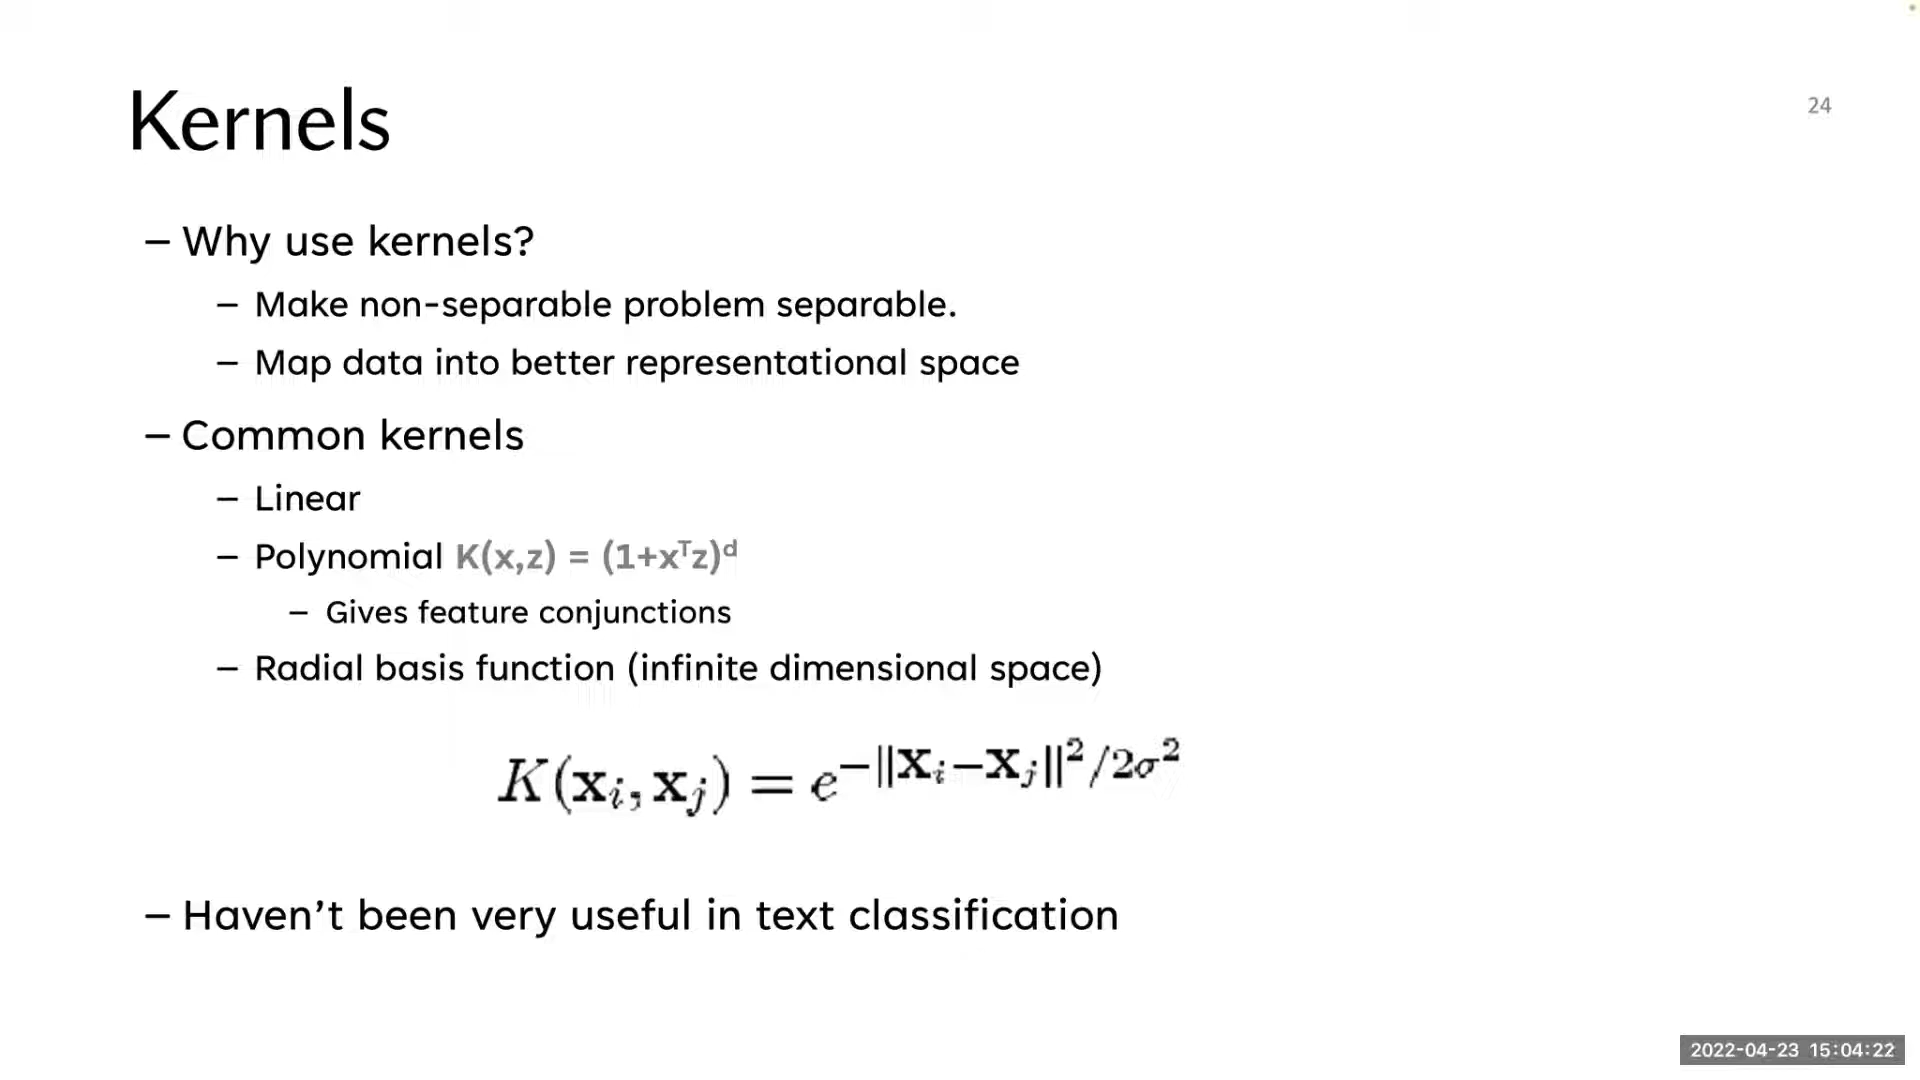 Kernels
24
– Why use kernels?
– Make non-separable problem separable.
– Map data into better representational space
– Common kernels
– Linear
– Polynomial K(x,z) = (1+xᵀz)ᵈ
– Gives feature conjunctions
– Radial basis function (infinite dimensional space)
K(xᵢ, xⱼ) = e^{−‖xᵢ−xⱼ‖²/2σ²}
– Haven’t been very useful in text classification
2022-04-23 15:04:22